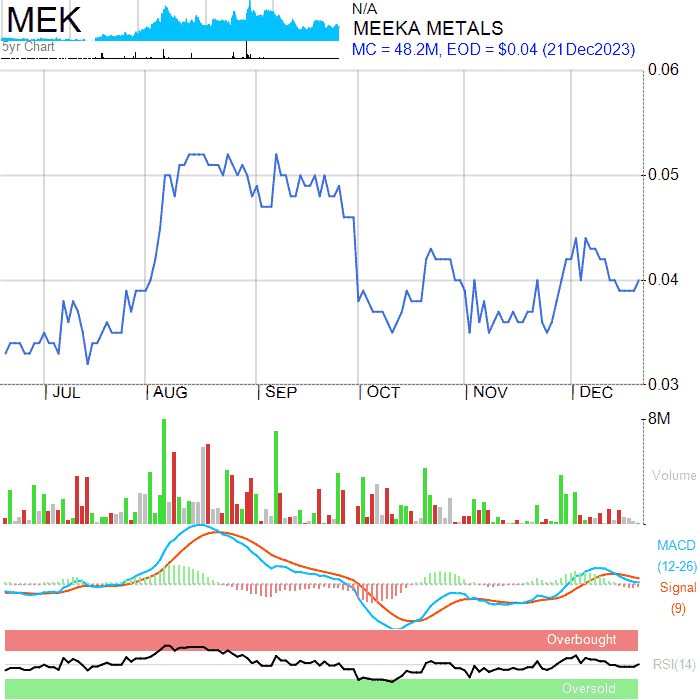 MEK
5yr Chart
N/A
MEEKA METALS
MC = 48.2M, EOD = $0.04 (21Dec2023)
0.06
0.05
0.04
0.03
JUL
AUG
SEP
OCT
NOV
DEC
8M
Volume
MACD
(12-26)
Signal
(9)
Overbought
RSI(14)
Oversold